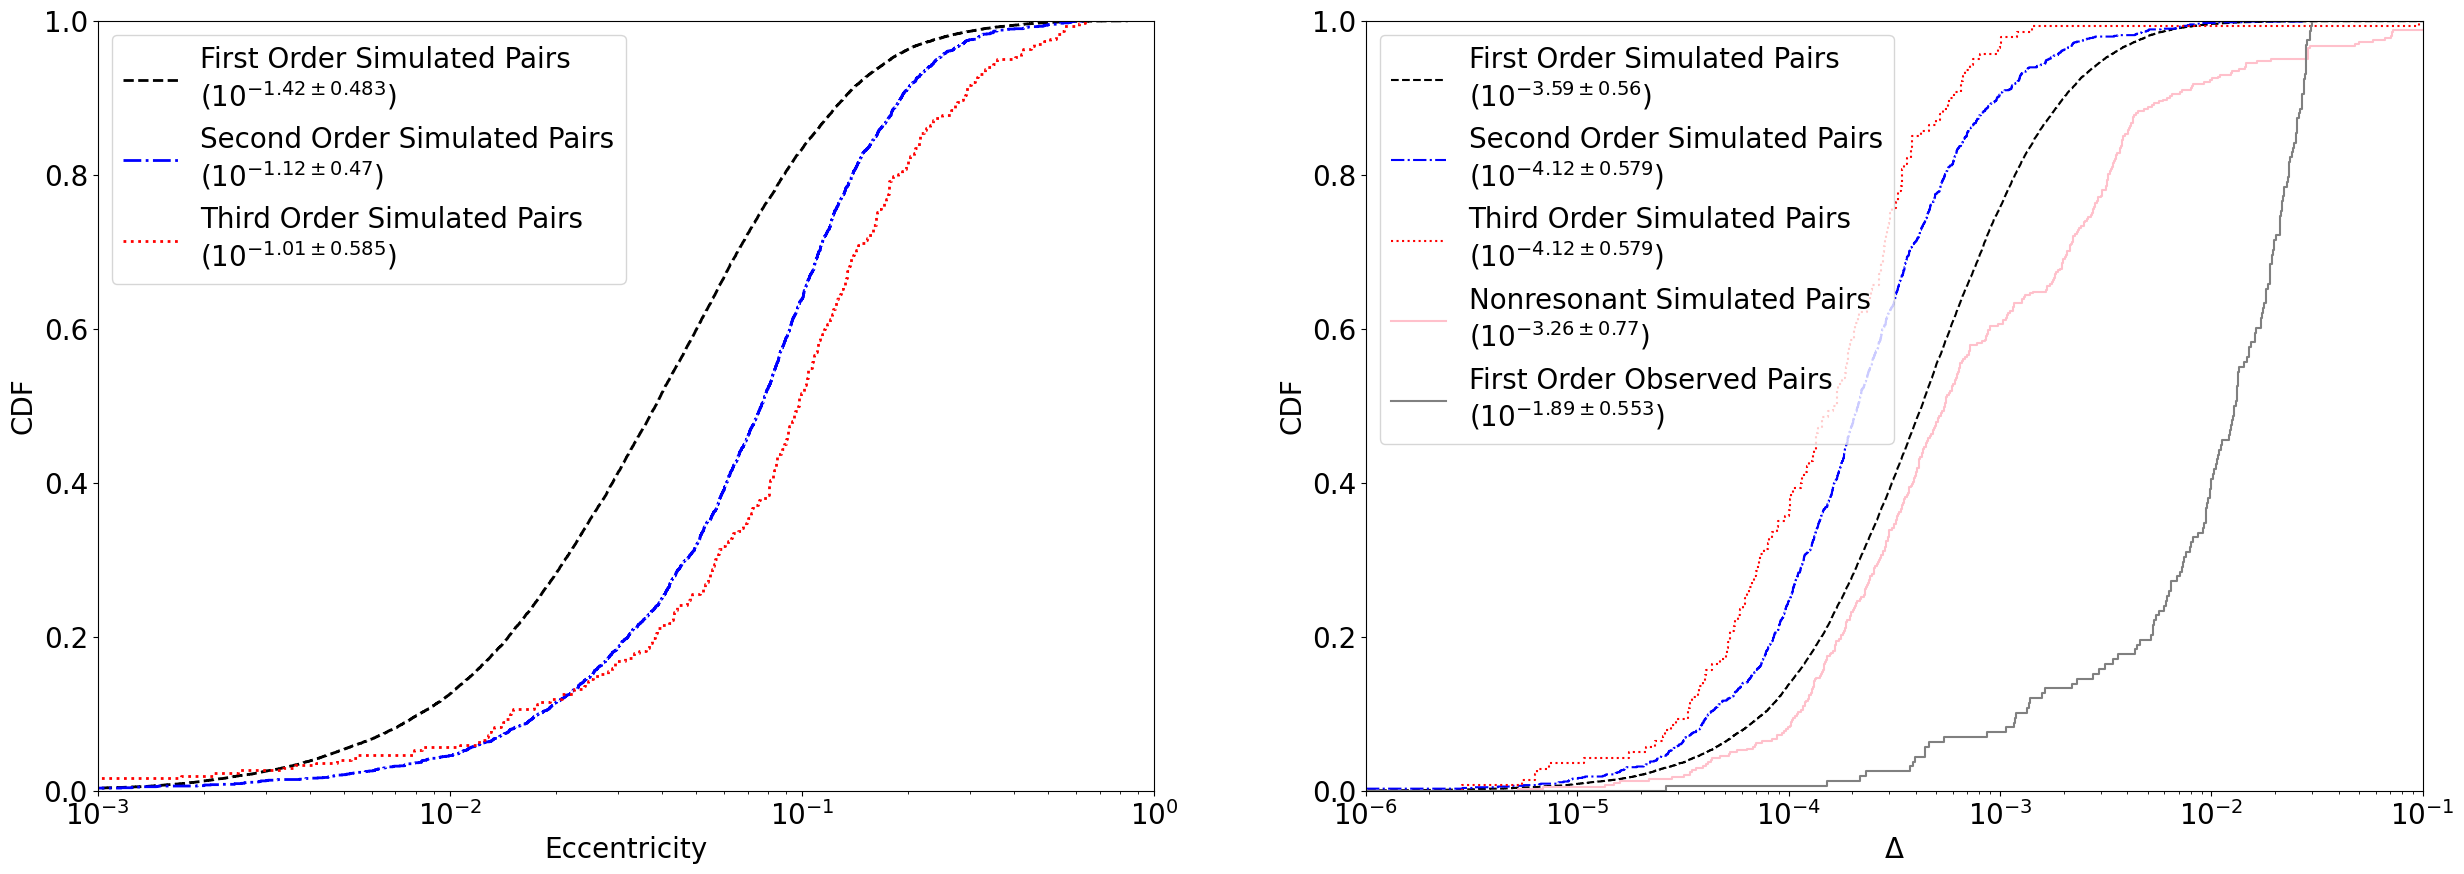 1.0
0.8
0.6
0.4
0.2
0.0
CDF
First Order Simulated Pairs
(10^{-1.42±0.483})
Second Order Simulated Pairs
(10^{-1.12±0.47})
Third Order Simulated Pairs
(10^{-1.01±0.585})
10^{-3}
10^{-2}
10^{-1}
10^{0}
Eccentricity
1.0
0.8
0.6
0.4
0.2
0.0
CDF
First Order Simulated Pairs
(10^{-3.59±0.56})
Second Order Simulated Pairs
(10^{-4.12±0.579})
Third Order Simulated Pairs
(10^{-4.12±0.579})
Nonresonant Simulated Pairs
(10^{-3.26±0.77})
First Order Observed Pairs
(10^{-1.89±0.553})
10^{-6}
10^{-5}
10^{-4}
10^{-3}
10^{-2}
10^{-1}
Δ